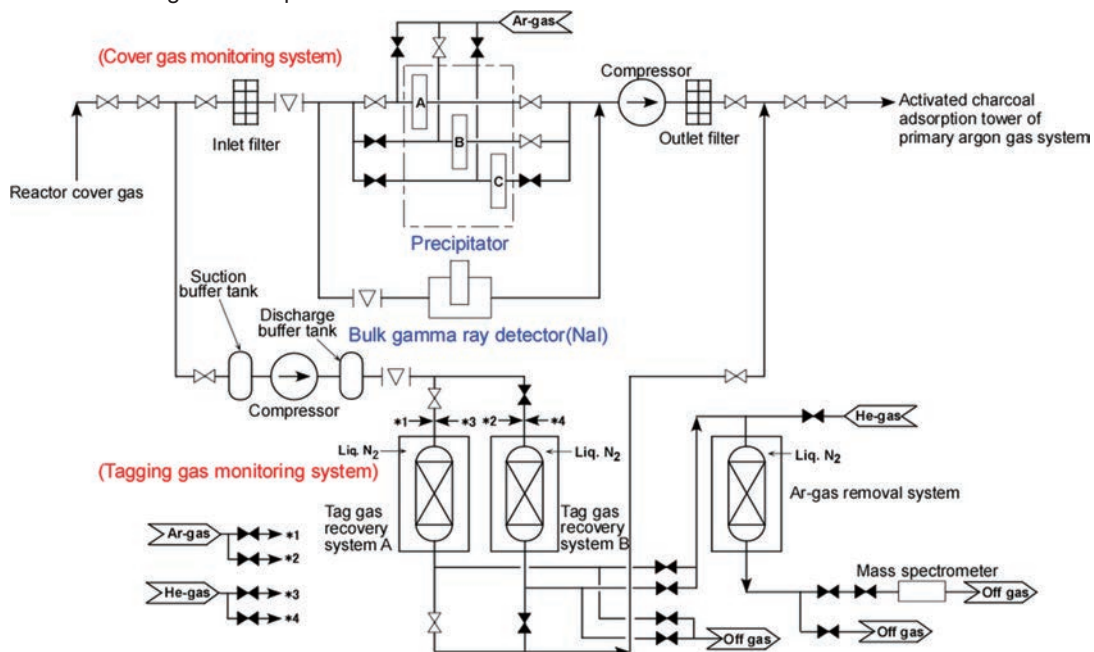 Ar-gas
(Cover gas monitoring system)
Compressor
A
B
C
Inlet filter
Outlet filter
Activated charcoal
adsorption tower of
primary argon gas system
Reactor cover gas
Precipitator
Suction
buffer tank
Discharge
buffer tank
Bulk gamma ray detector(NaI)
Compressor
*1
*3
*2
*4
He-gas
(Tagging gas monitoring system)
Liq. N2
Liq. N2
Liq. N2
Ar-gas removal system
Tag gas
recovery
system A
Tag gas
recovery
system B
Ar-gas
*1
*2
He-gas
*3
*4
Mass spectrometer
Off gas
Off gas
Off gas